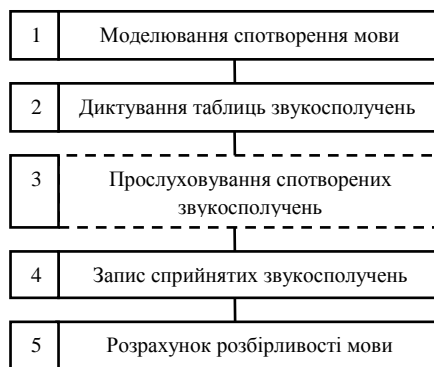 1 Моделювання спотворення мови
2 Диктування таблиць звукосполучень
3 Прослуховування спотворених
звукосполучень
4 Запис сприйнятих звукосполучень
5 Розрахунок розбірливості мови